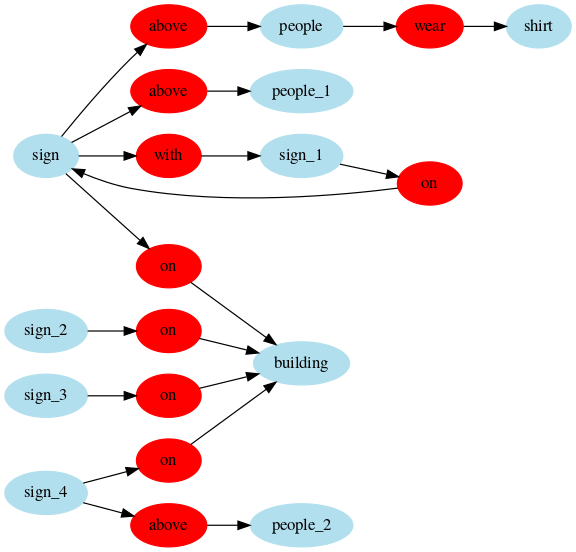 above people wear shirt
above people_1
sign with sign_1
on
on
sign_2 on
building
sign_3 on
on
sign_4
above people_2